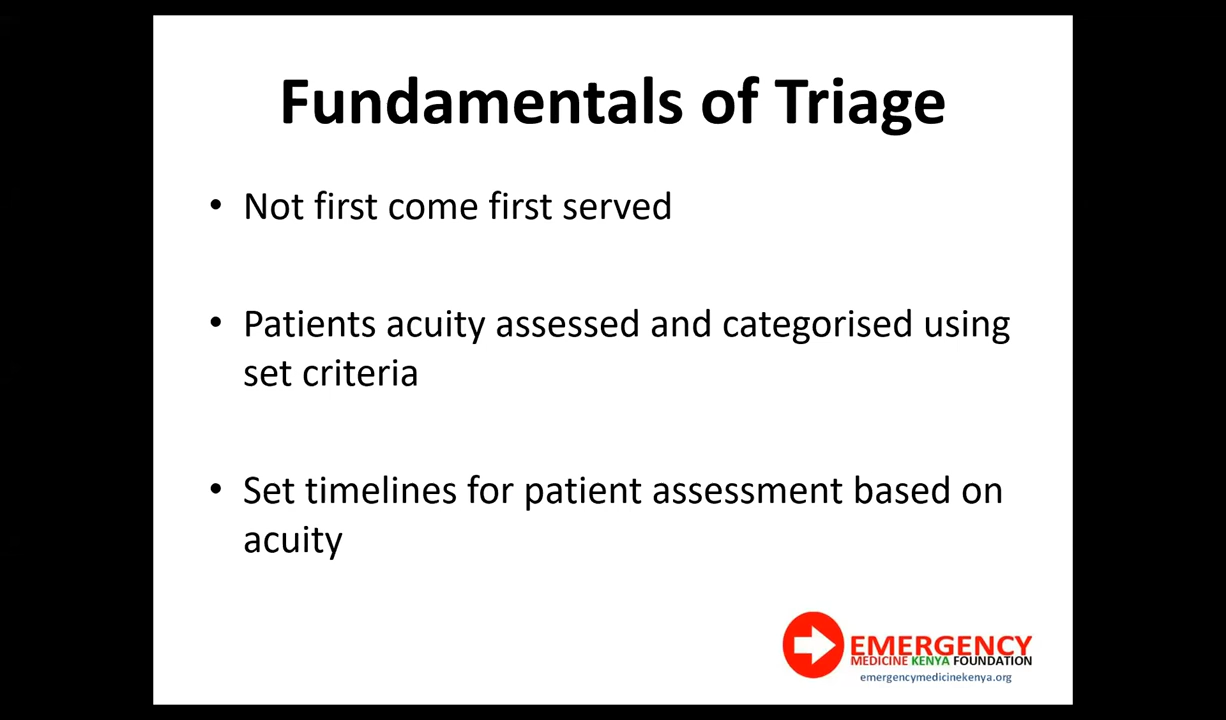 Fundamentals of Triage
• Not first come first served
• Patients acuity assessed and categorised using
set criteria
• Set timelines for patient assessment based on
acuity
EMERGENCY
MEDICINE KENYA FOUNDATION
emergencymedicinekenya.org